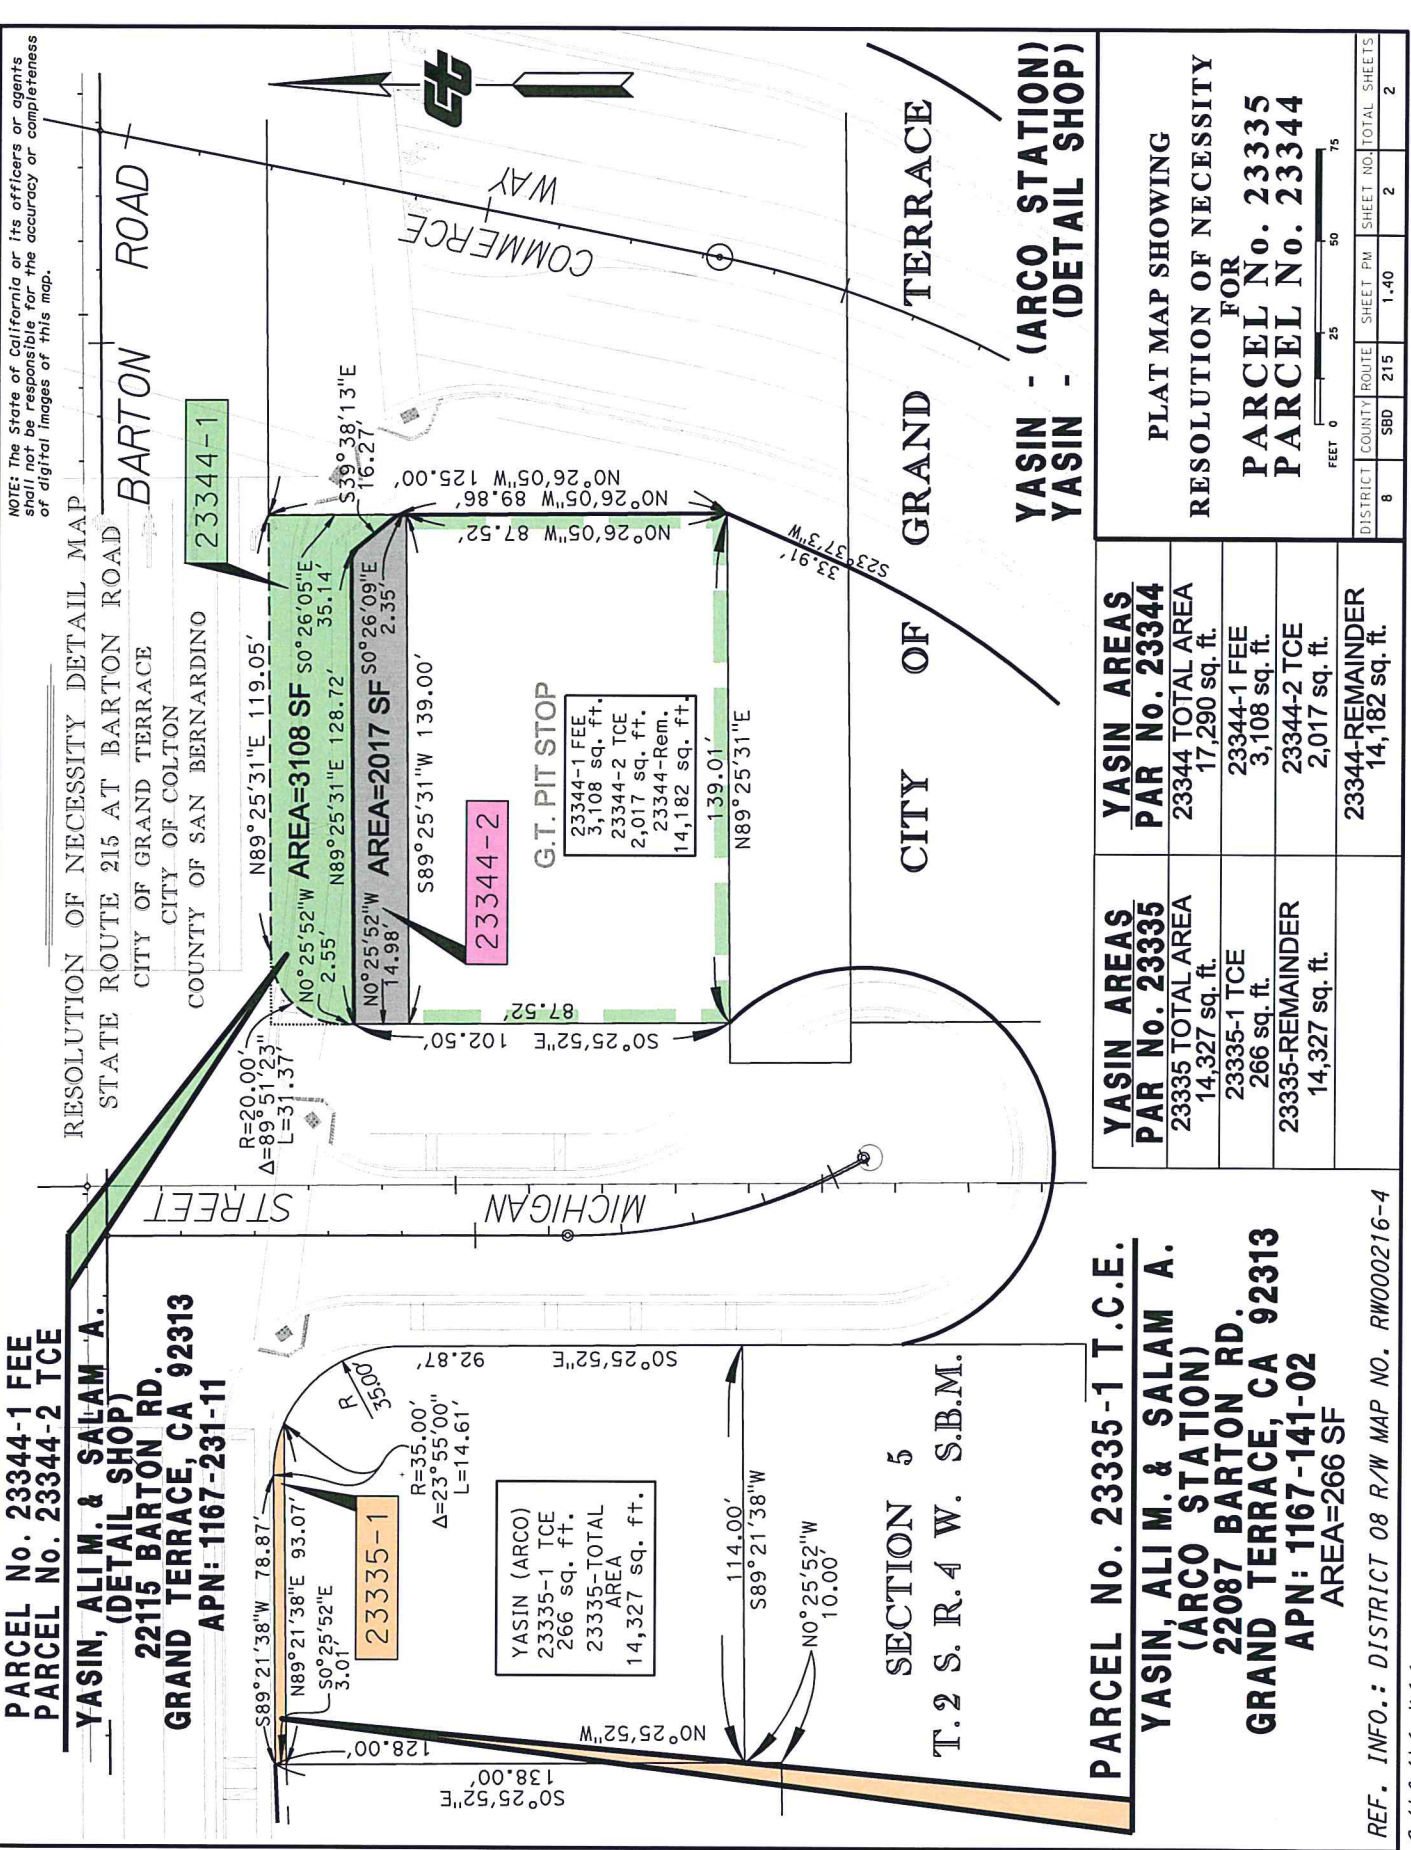 NOTE: The State of California or its officers or agents
shall not be responsible for the accuracy or completeness
of digital images of this map.
RESOLUTION OF NECESSITY DETAIL MAP
STATE ROUTE 215 AT BARTON ROAD
CITY OF GRAND TERRACE
CITY OF COLTON
COUNTY OF SAN BERNARDINO
PARCEL No. 23344-1 FEE
PARCEL No. 23344-2 TCE
YASIN, ALI M. & SALAM A.
(DETAIL SHOP)
22115 BARTON RD.
GRAND TERRACE, CA 92313
APN: 1167-231-11
BARTON ROAD
23344-1
COMMERCE
WAY
STREET
MICHIGAN
R=20.00'
Δ=89°51'23"
L=31.37'
N89°25'31"E 119.05'
N0°25'52"W
2.55'
AREA=3108 SF
S0°26'05"E
35.14'
S39°38'13"E
16.27'
N89°25'31"E 128.72'
N0°25'52"W
14.98'
AREA=2017 SF
S0°26'09"E
2.35'
S89°25'31"W 139.00'
N0°26'05"W 125.00'
N0°26'05"W 89.86'
N0°26'05"W 87.52'
23344-2
G.T. PIT STOP
23344-1 FEE
3,108 sq. ft.
23344-2 TCE
2,017 sq. ft.
23344-Rem.
14,182 sq. ft.
87.52'
S0°25'52"E 102.50'
139.01'
N89°25'31"E
S23°37'3"W
33.91'
S89°21'38"W 78.87'
N89°21'38"E 93.07'
S0°25'52"E
3.01'
23335-1
R
35.00'
R=35.00'
Δ=23°55'00"
L=14.61'
S0°25'52"E 92.87'
YASIN (ARCO)
23335-1 TCE
266 sq. ft.
23335-TOTAL
AREA
14,327 sq. ft.
N0°25'52"W 128.00'
S0°25'52"E
138.00'
114.00'
S89°21'38"W
N0°25'52"W
10.00'
SECTION 5
T.2 S. R.4 W. S.B.M.
CITY OF GRAND TERRACE
YASIN - (ARCO STATION)
YASIN - (DETAIL SHOP)
PARCEL No. 23335-1 T.C.E.
YASIN, ALI M. & SALAM A.
(ARCO STATION)
22087 BARTON RD.
GRAND TERRACE, CA 92313
APN: 1167-141-02
AREA=266 SF
REF. INFO.: DISTRICT 08 R/W MAP NO. RW000216-4
YASIN AREAS
PAR No. 23335
23335 TOTAL AREA
14,327 sq. ft.
23335-1 TCE
266 sq. ft.
23335-REMAINDER
14,327 sq. ft.
YASIN AREAS
PAR No. 23344
23344 TOTAL AREA
17,290 sq. ft.
23344-1 FEE
3,108 sq. ft.
23344-2 TCE
2,017 sq. ft.
23344-REMAINDER
14,182 sq. ft.
PLAT MAP SHOWING
RESOLUTION OF NECESSITY
FOR
PARCEL No. 23335
PARCEL No. 23344
FEET 0 25 50 75
DISTRICT COUNTY ROUTE SHEET PM SHEET NO. TOTAL SHEETS
8 SBD 215 1.40 2 2